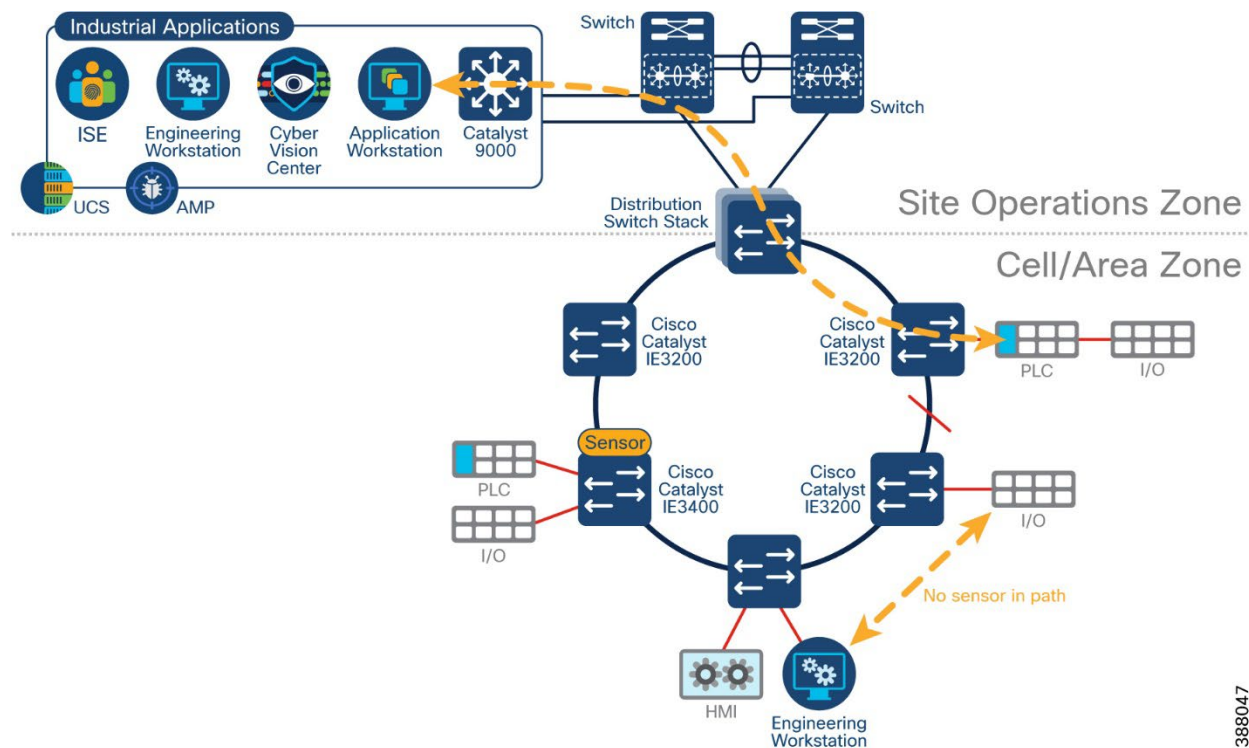 Industrial Applications
ISE
Engineering
Workstation
Cyber
Vision
Center
Application
Workstation
Catalyst
9000
UCS
AMP
Switch
Switch
Distribution
Switch Stack
Site Operations Zone
Cell/Area Zone
Cisco
Catalyst
IE3200
Cisco
Catalyst
IE3200
PLC
I/O
Sensor
PLC
I/O
Cisco
Catalyst
IE3400
Cisco
Catalyst
IE3200
I/O
No sensor in path
HMI
Engineering
Workstation
388047